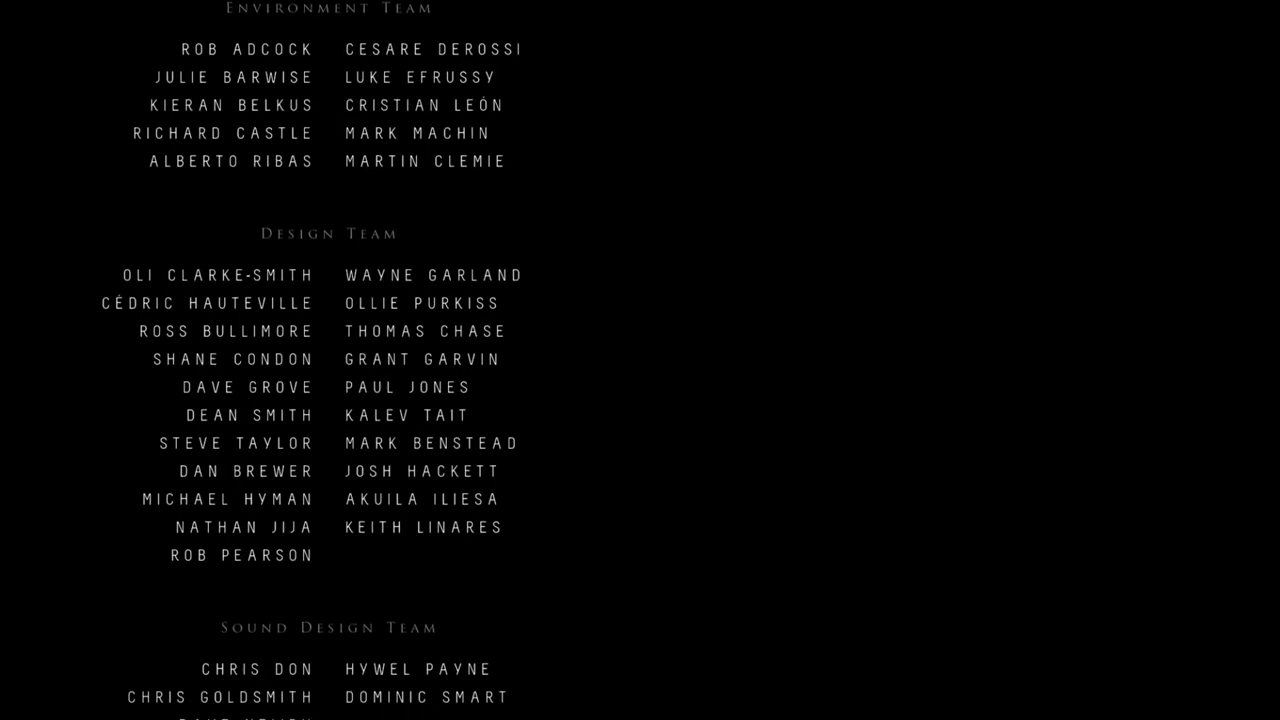 Environment Team
ROB ADCOCK CESARE DEROSSI
JULIE BARWISE LUKE EFRUSSY
KIERAN BELKUS CRISTIAN LEÓN
RICHARD CASTLE MARK MACHIN
ALBERTO RIBAS MARTIN CLEMIE
Design Team
OLI CLARKE-SMITH WAYNE GARLAND
CÉDRIC HAUTEVILLE OLLIE PURKISS
ROSS BULLIMORE THOMAS CHASE
SHANE CONDON GRANT GARVIN
DAVE GROVE PAUL JONES
DEAN SMITH KALEV TAIT
STEVE TAYLOR MARK BENSTEAD
DAN BREWER JOSH HACKETT
MICHAEL HYMAN AKUILA ILIESA
NATHAN JIJA KEITH LINARES
ROB PEARSON
Sound Design Team
CHRIS DON HYWEL PAYNE
CHRIS GOLDSMITH DOMINIC SMART